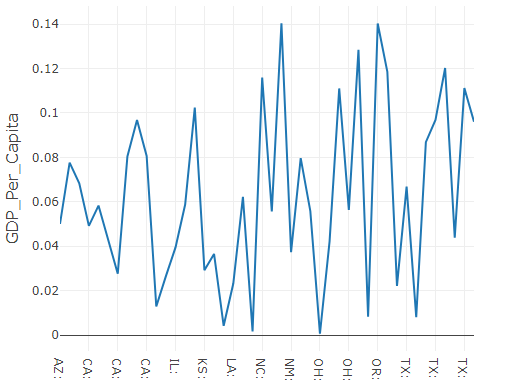 GDP_Per_Capita
0.14
0.12
0.1
0.08
0.06
0.04
0.02
0
AZ:
CA:
CA:
CA:
IL:
KS:
LA:
NC:
NM:
OH:
OH:
OR:
TX:
TX:
TX: